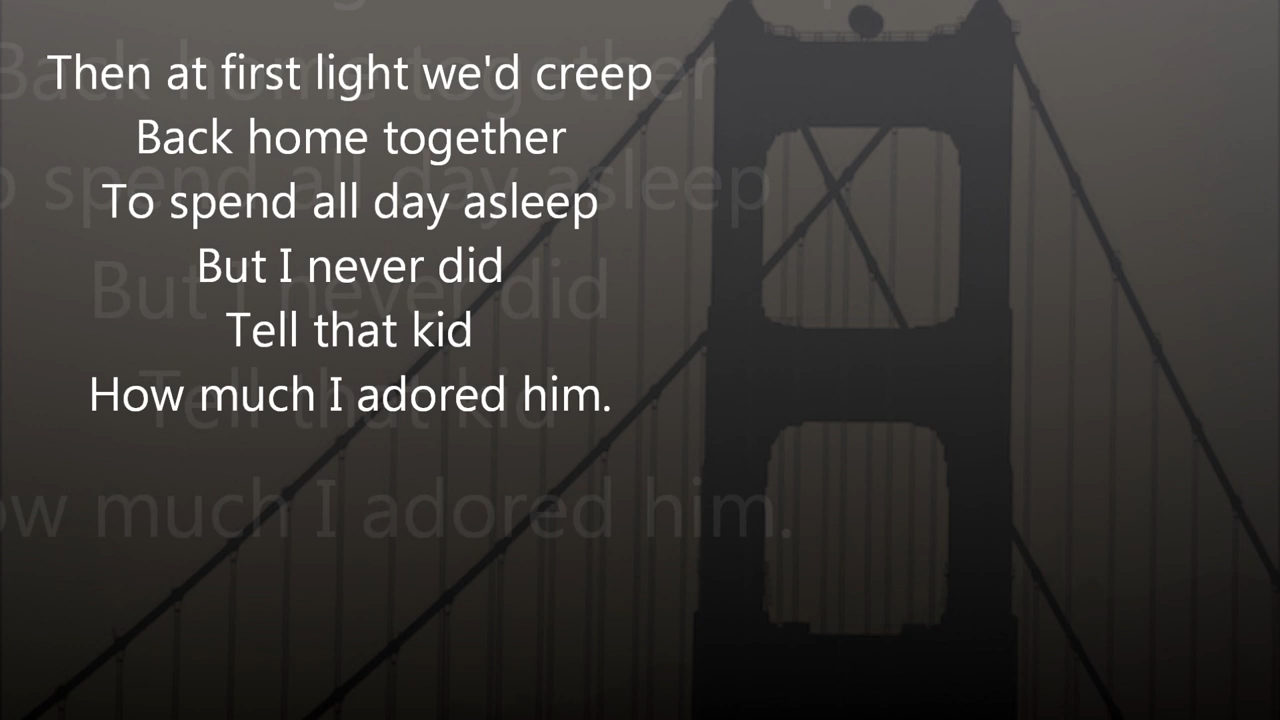 Then at first light we'd creep
Back home together
To spend all day asleep
But I never did
Tell that kid
How much I adored him.